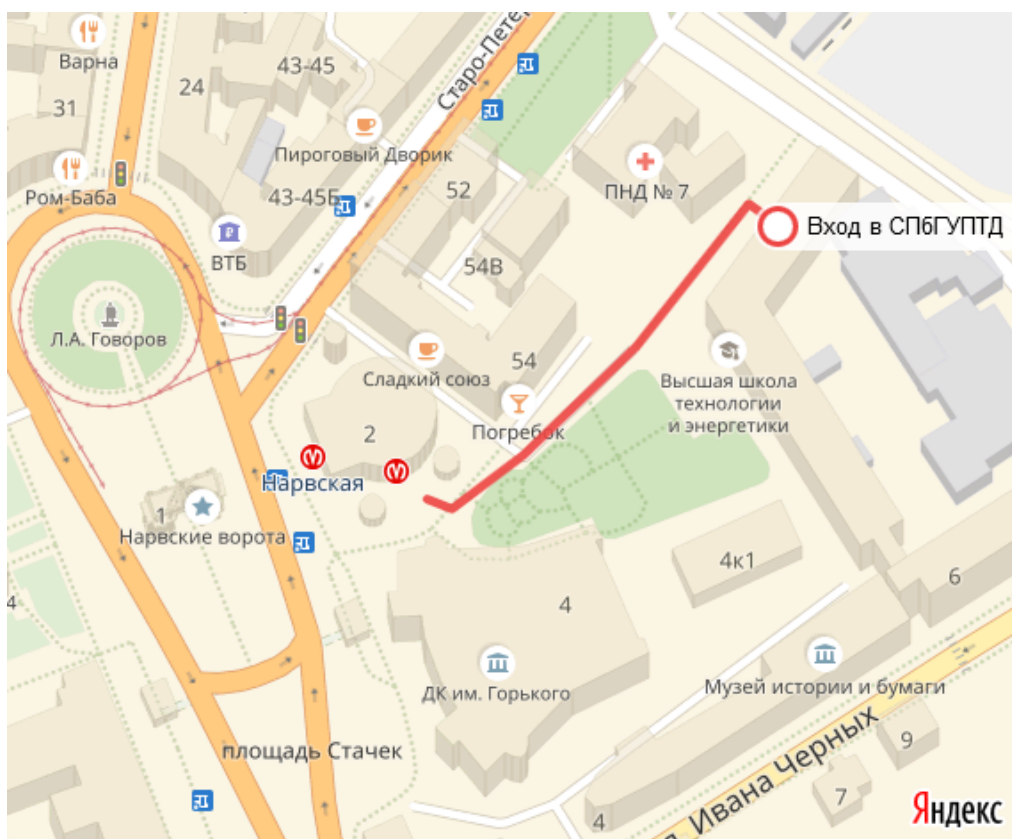 Варна
31
24
43-45
Старо-Петер
Пироговый Дворик
Ром-Баба
43-45Б
52
ПНД № 7
Вход в СПбГУПТД
ВТБ
54В
Л.А. Говоров
Сладкий союз
54
Высшая школа
технологии
и энергетики
2
Погребок
Нарвская
1
Нарвские ворота
4к1
6
4
4
ДК им. Горького
Музей истории и бумаги
площадь Стачек
Ивана Черных
9
7
4
Яндекс